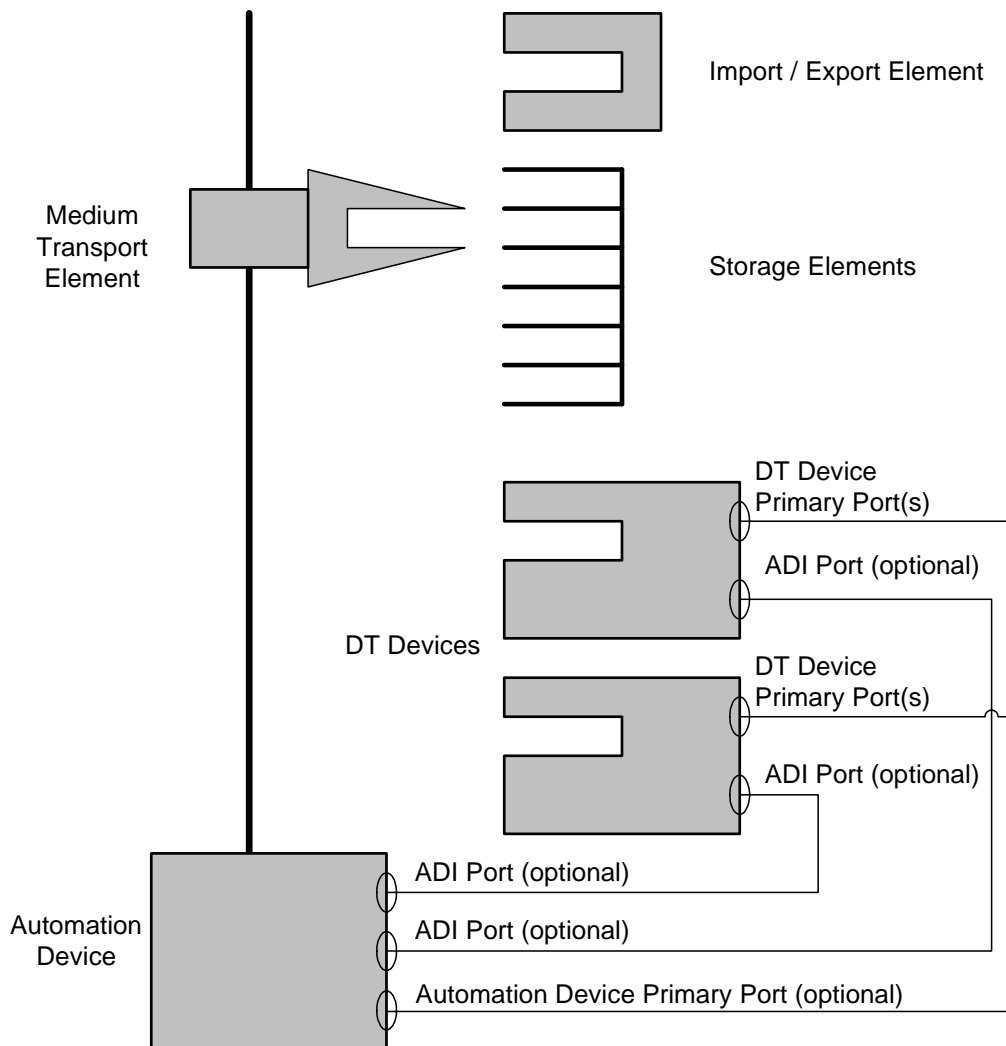 Import / Export Element
Medium
Transport
Element
Storage Elements
DT Device
Primary Port(s)
ADI Port (optional)
DT Devices
DT Device
Primary Port(s)
ADI Port (optional)
ADI Port (optional)
Automation
Device
ADI Port (optional)
Automation Device Primary Port (optional)